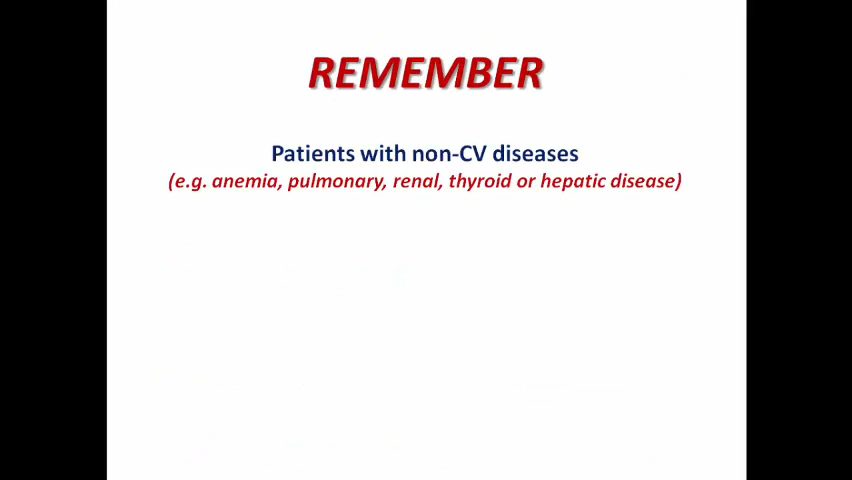 REMEMBER
Patients with non-CV diseases
(e.g. anemia, pulmonary, renal, thyroid or hepatic disease)